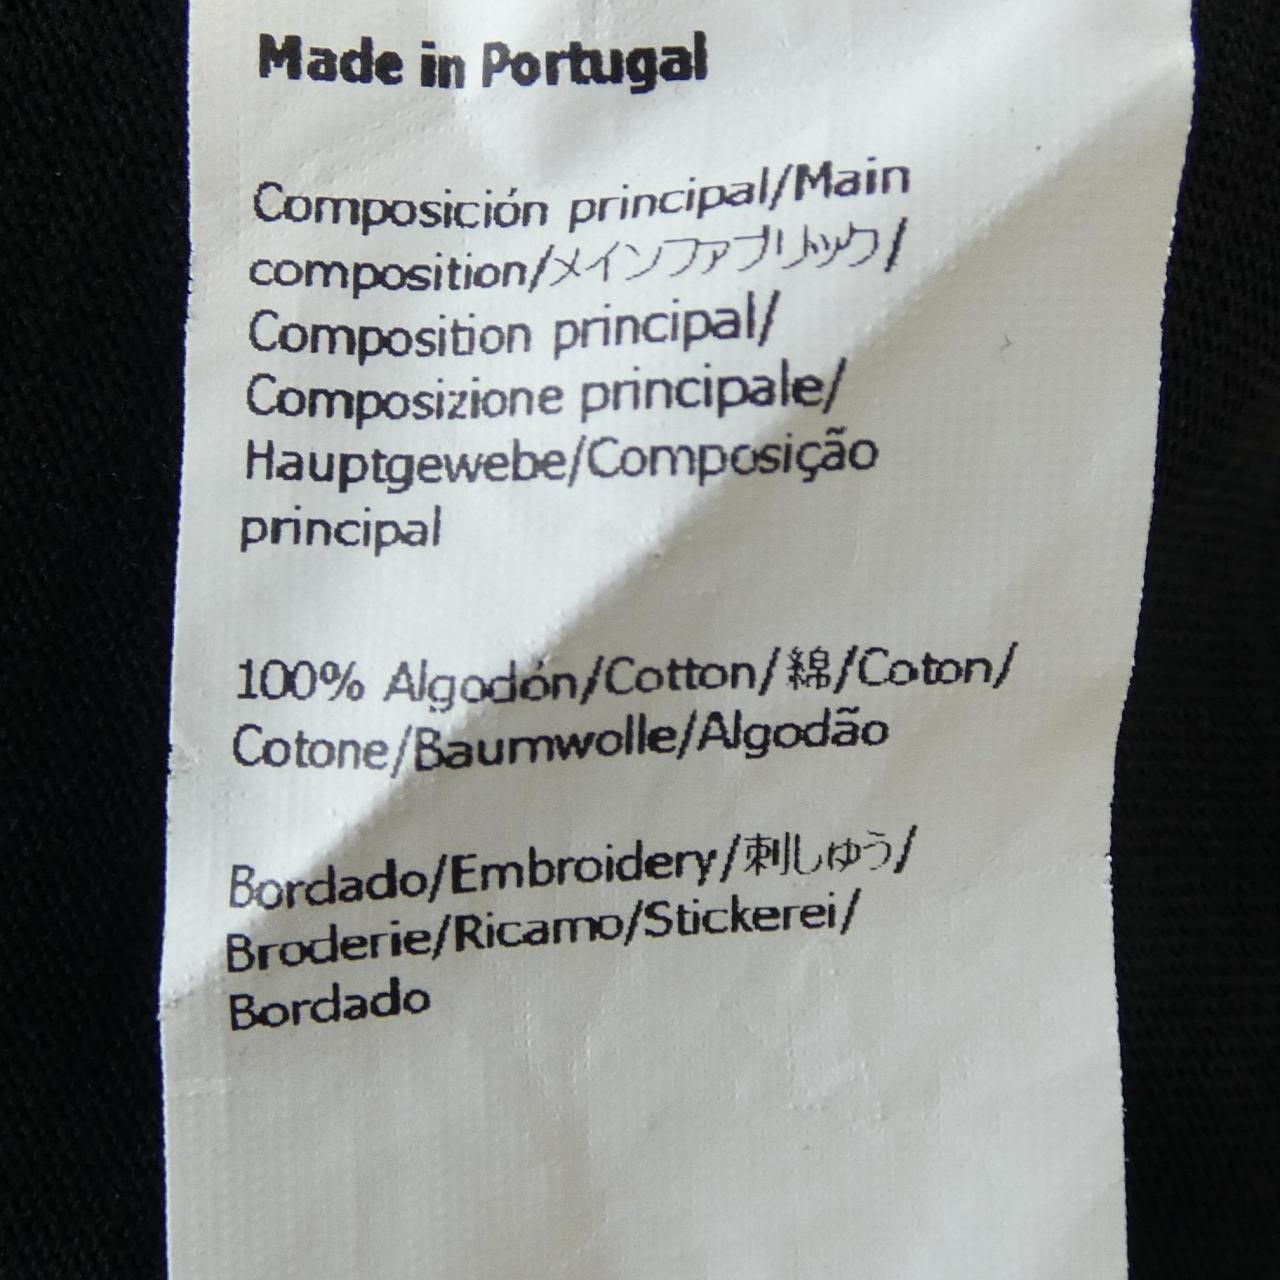 Made in Portugal
Composición principal/Main
composition/メインファブリック/
Composition principal/
Composizione principale/
Hauptgewebe/Composição
principal
100% Algodón/Cotton/綿/Coton/
Cotone/Baumwolle/Algodão
Bordado/Embroidery/刺しゅう/
Broderie/Ricamo/Stickerei/
Bordado